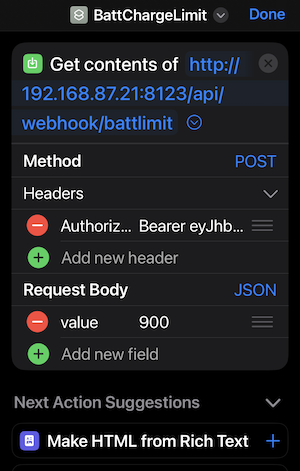 BattChargeLimit Done
Get contents of http://
192.168.87.21:8123/api/
webhook/battlimit
Method POST
Headers
Authoriz... Bearer eyJhb...
Add new header
Request Body JSON
value 900
Add new field
Next Action Suggestions
Make HTML from Rich Text